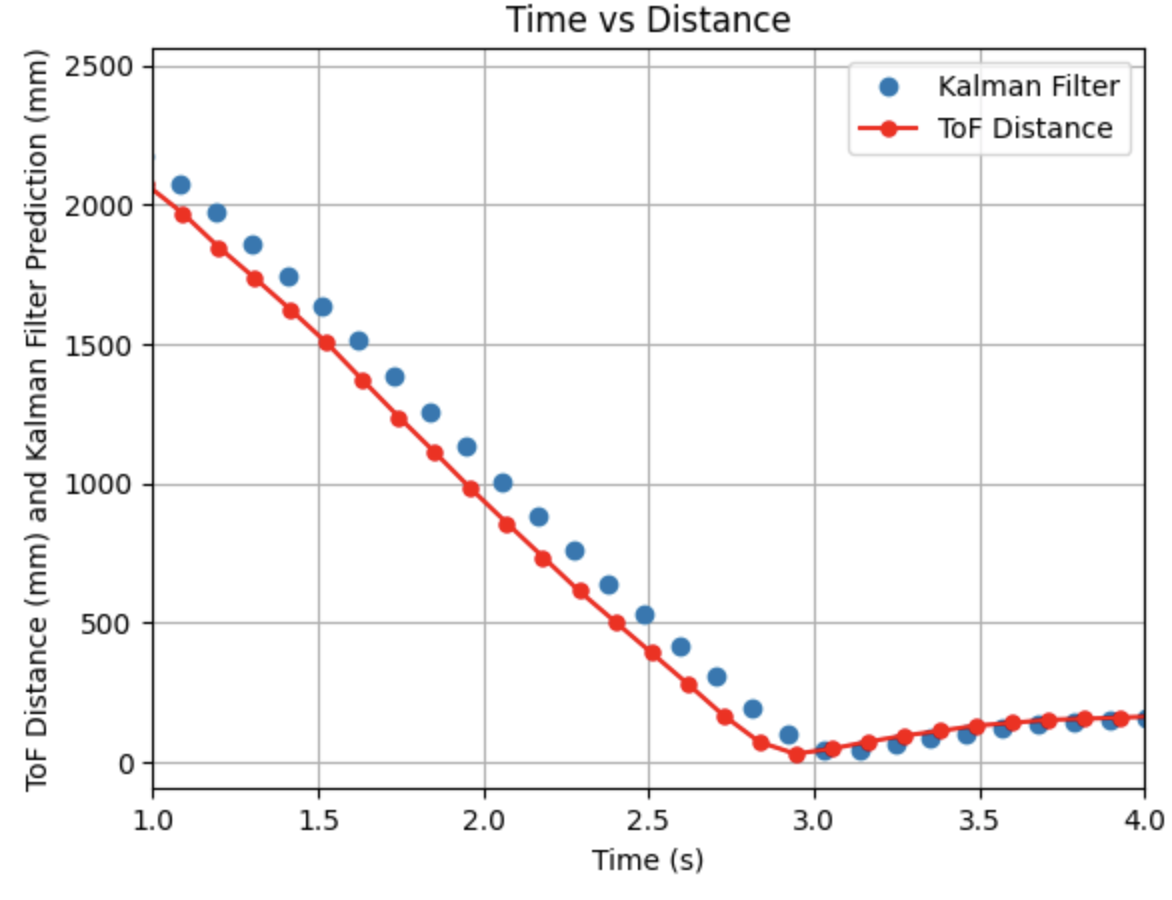 Time vs Distance
ToF Distance (mm) and Kalman Filter Prediction (mm)
2500
2000
1500
1000
500
0
Kalman Filter
ToF Distance
1.0 1.5 2.0 2.5 3.0 3.5 4.0
Time (s)